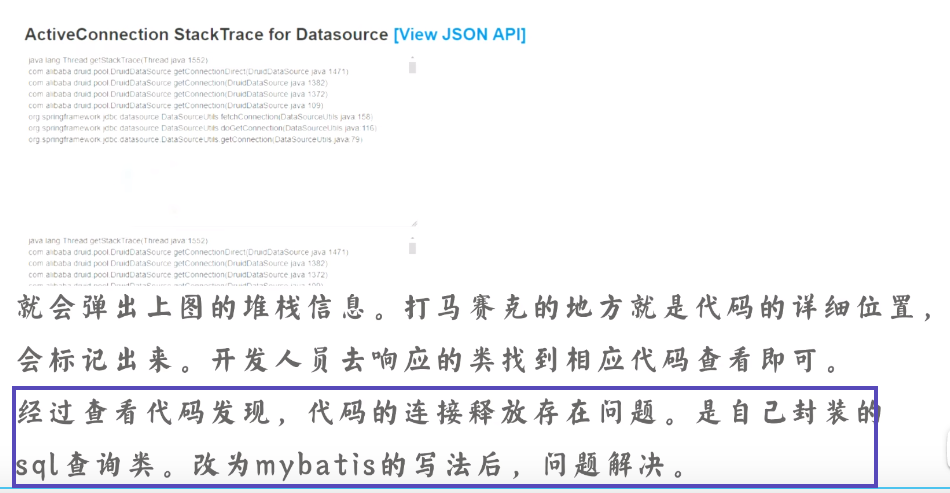 ActiveConnection StackTrace for Datasource [View JSON API]
java lang Thread getStackTrace(Thread java 1552)
com alibaba druid pool DruidDataSource getConnectionDirect(DruidDataSource java 1471)
com alibaba druid pool DruidDataSource getConnection(DruidDataSource java 1382)
com alibaba druid pool DruidDataSource getConnection(DruidDataSource java 1372)
com alibaba druid pool DruidDataSource getConnection(DruidDataSource java 109)
org springframework jdbc datasource DataSourceUtils fetchConnection(DataSourceUtils java 158)
org springframework jdbc datasource DataSourceUtils doGetConnection(DataSourceUtils java 116)
org springframework jdbc datasource DataSourceUtils getConnection(DataSourceUtils java 79)
java lang Thread getStackTrace(Thread java 1552)
com alibaba druid pool DruidDataSource getConnectionDirect(DruidDataSource java 1471)
com alibaba druid pool DruidDataSource getConnection(DruidDataSource java 1382)
com alibaba druid pool DruidDataSource getConnection(DruidDataSource java 1372)
就会弹出上图的堆栈信息。打马赛克的地方就是代码的详细位置，
会标记出来。开发人员去响应的类找到相应代码查看即可。
经过查看代码发现，代码的连接释放存在问题。是自己封装的
sql查询类。改为mybatis的写法后，问题解决。